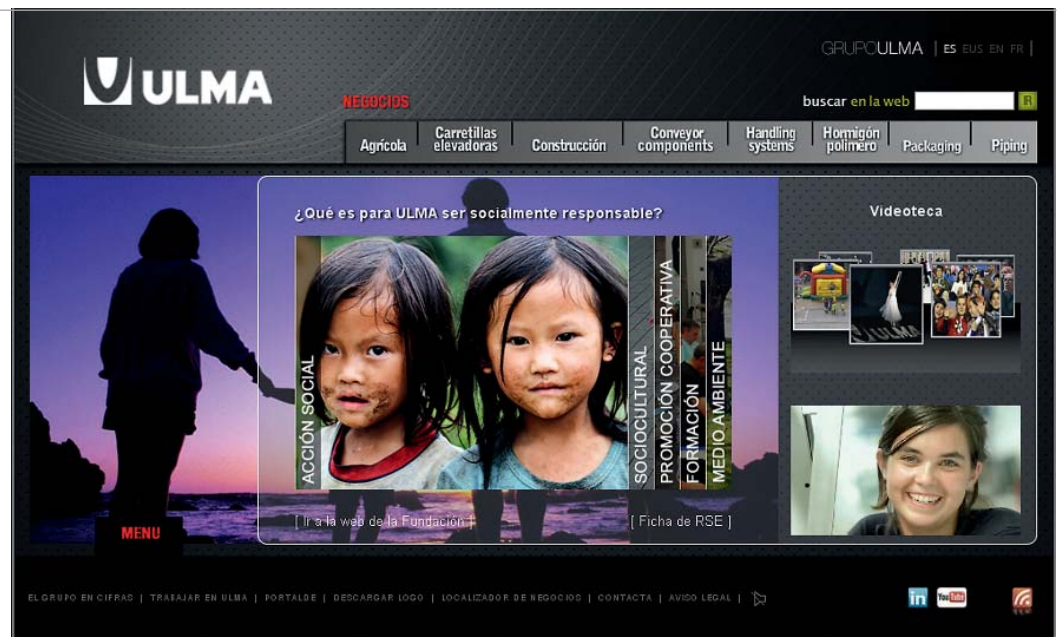 GRUPOULMA | ES EUS EN FR |
ULMA
NEGOCIOS
buscar en la web
IR
Agrícola
Carretillas
elevadoras
Construcción
Conveyor
components
Handling
systems
Hormigón
polimero
Packaging
Piping
¿Qué es para ULMA ser socialmente responsable?
ACCIÓN SOCIAL
SOCIOCULTURAL
PROMOCIÓN COOPERATIVA
FORMACIÓN
MEDIO AMBIENTE
[ Ir a la web de la Fundación ]
[ Ficha de RSE ]
Videoteca
ULMA
MENU
EL GRUPO EN CIFRAS | TRABAJAR EN ULMA | PORTALDE | DESCARGAR LOGO | LOCALIZADOR DE NEGOCIOS | CONTACTA | AVISO LEGAL |
in
YouTube